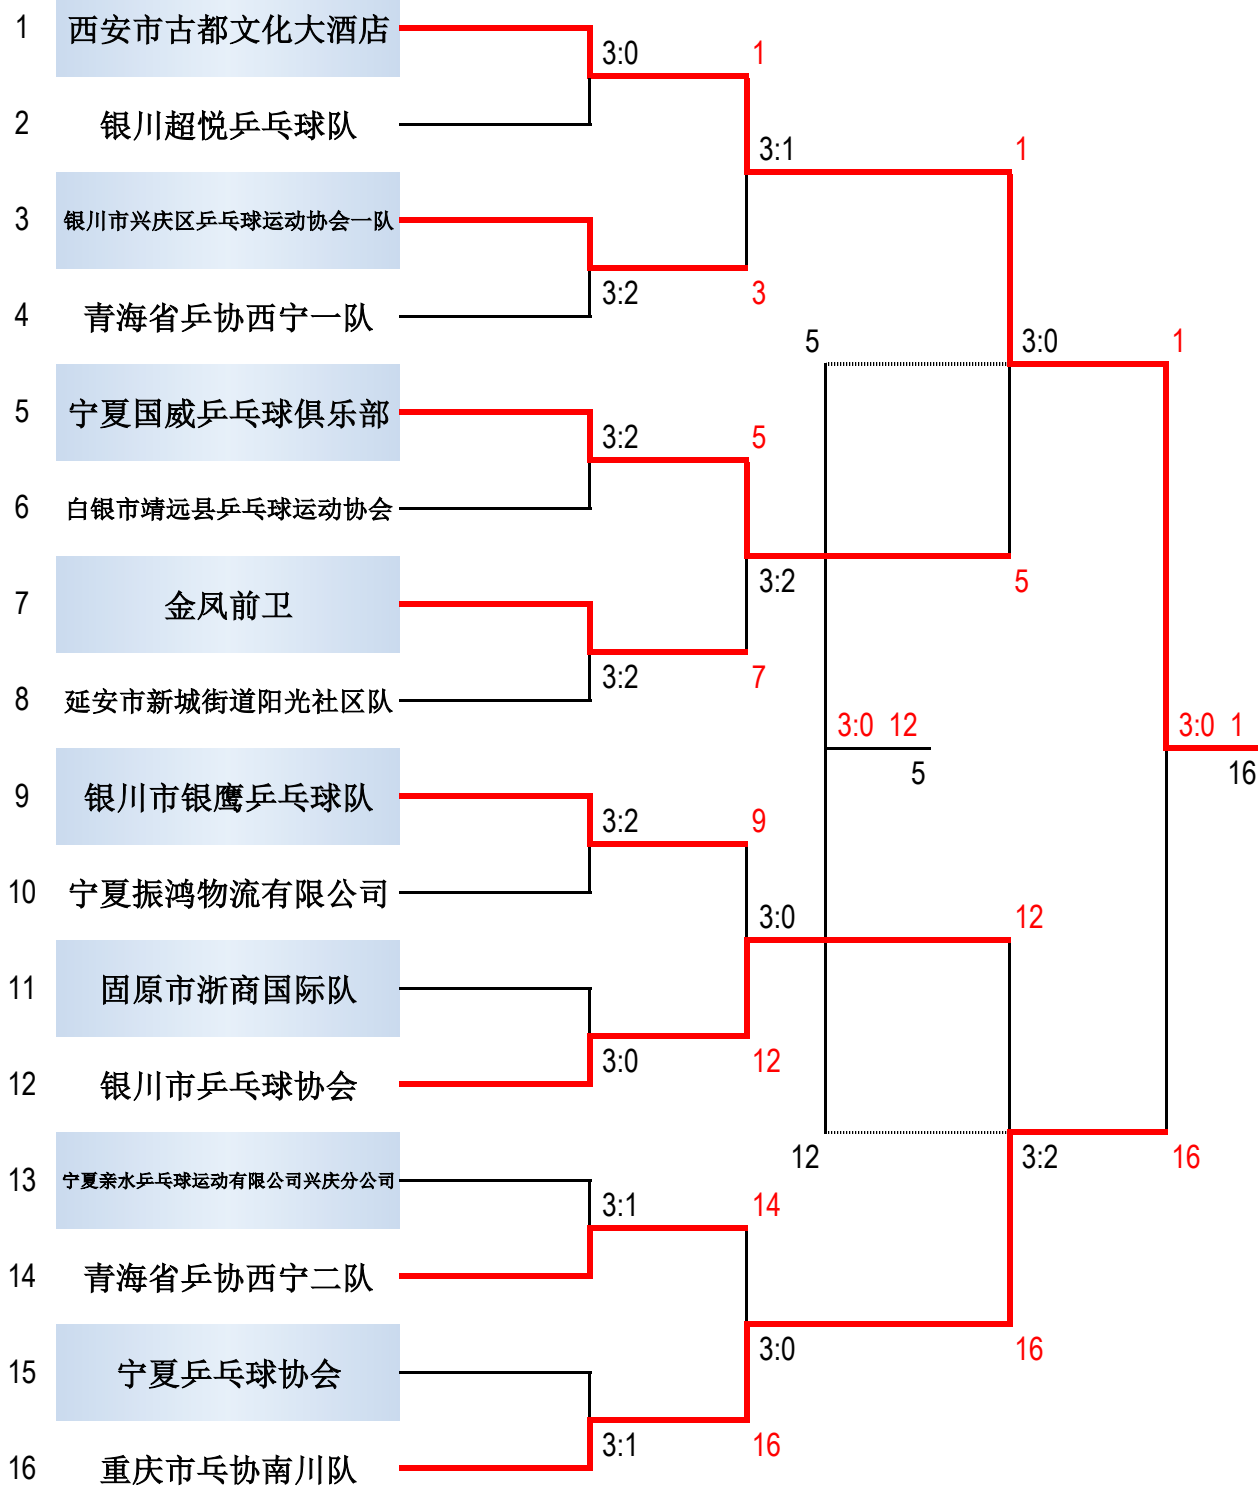 1 西安市古都文化大酒店
3:0 1
2 银川超悦乒乓球队
3:1 1
3 银川市兴庆区乒乓球运动协会一队
3:2 3
4 青海省乒协西宁一队
5 3:0 1
5 宁夏国威乒乓球俱乐部
3:2 5
6 白银市靖远县乒乓球运动协会
3:2 5
7 金凤前卫
3:2 7
8 延安市新城街道阳光社区队
3:0 12 3:0 1
5 16
9 银川市银鹰乒乓球队
3:2 9
10 宁夏振鸿物流有限公司
3:0 12
11 固原市浙商国际队
3:0 12
12 银川市乒乓球协会
12 3:2 16
13 宁夏亲水乒乓球运动有限公司兴庆分公司
3:1 14
14 青海省乒协西宁二队
3:0 16
15 宁夏乒乓球协会
3:1 16
16 重庆市乓协南川队